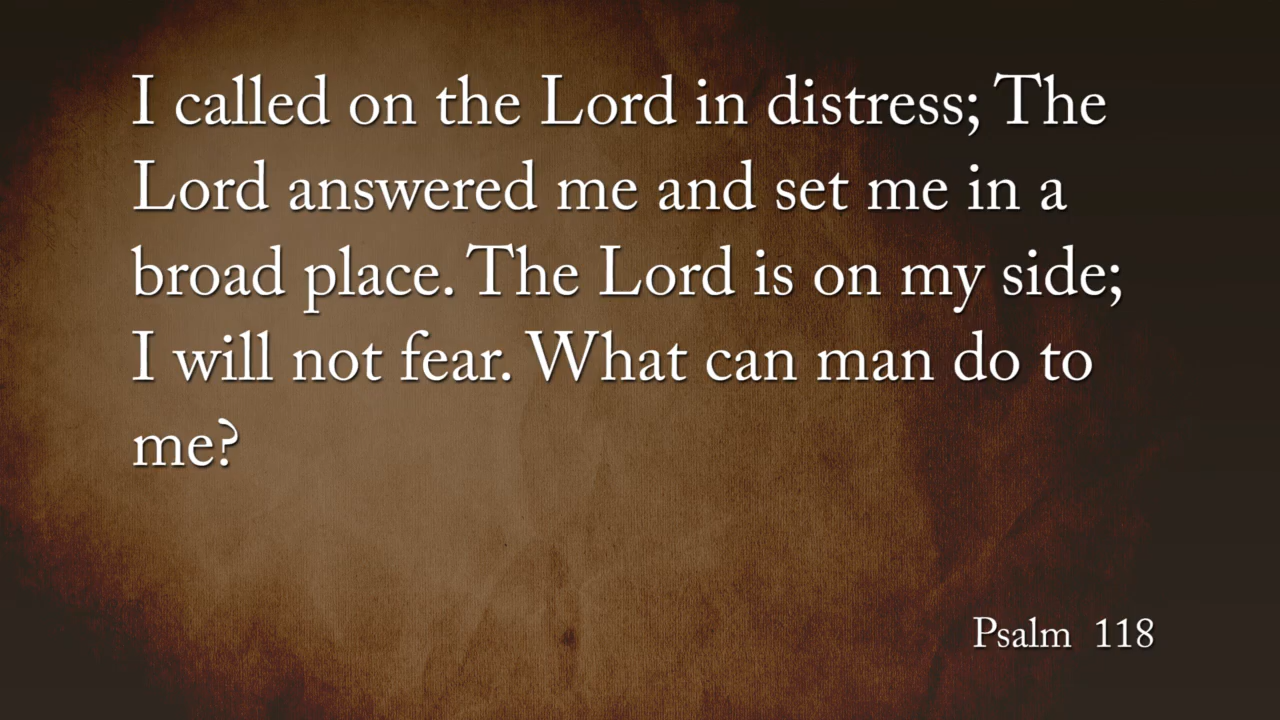 I called on the Lord in distress; The
Lord answered me and set me in a
broad place. The Lord is on my side;
I will not fear. What can man do to
me?
Psalm 118